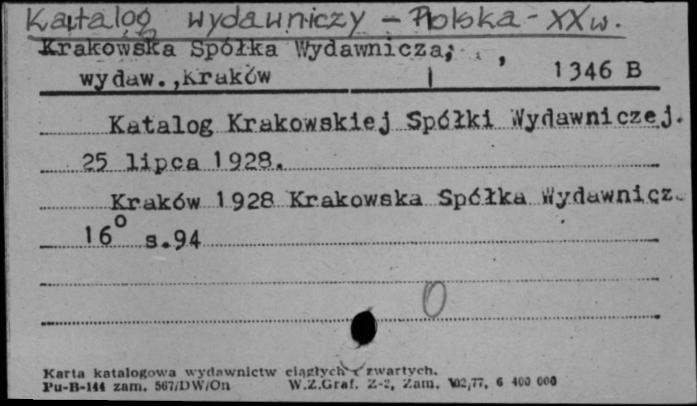 Katalog wydawniczy - Polska - XX w.
Krakowska Spółka Wydawnicza,
wydaw., Kraków 1346 B
Katalog Krakowskiej Spółki Wydawniczej.
25 lipca 1928.
Kraków 1928 Krakowska Spółka Wydawnicz.
16° s.94
0
Karta katalogowa wydawnictw ciągłych i zwartych.
Pu-B-144 zam. 567/DW/On W.Z.Graf. Z-2, Zam. 102/77, 6 400 000